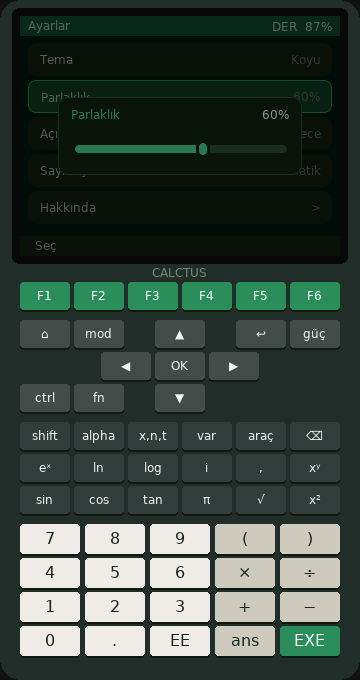 Ayarlar DER 87%
Tema Koyu
Parlaklık 60%
Parlaklık 60%
Hakkında >
Seç
CALCTUS
F1 F2 F3 F4 F5 F6
⌂ mod ▲ ↩ güç
◀ OK ▶
ctrl fn ▼
shift alpha x,n,t var araç ⌫
eˣ ln log i , xʸ
sin cos tan π √ x²
7 8 9 ( )
4 5 6 × ÷
1 2 3 + −
0 . EE ans EXE